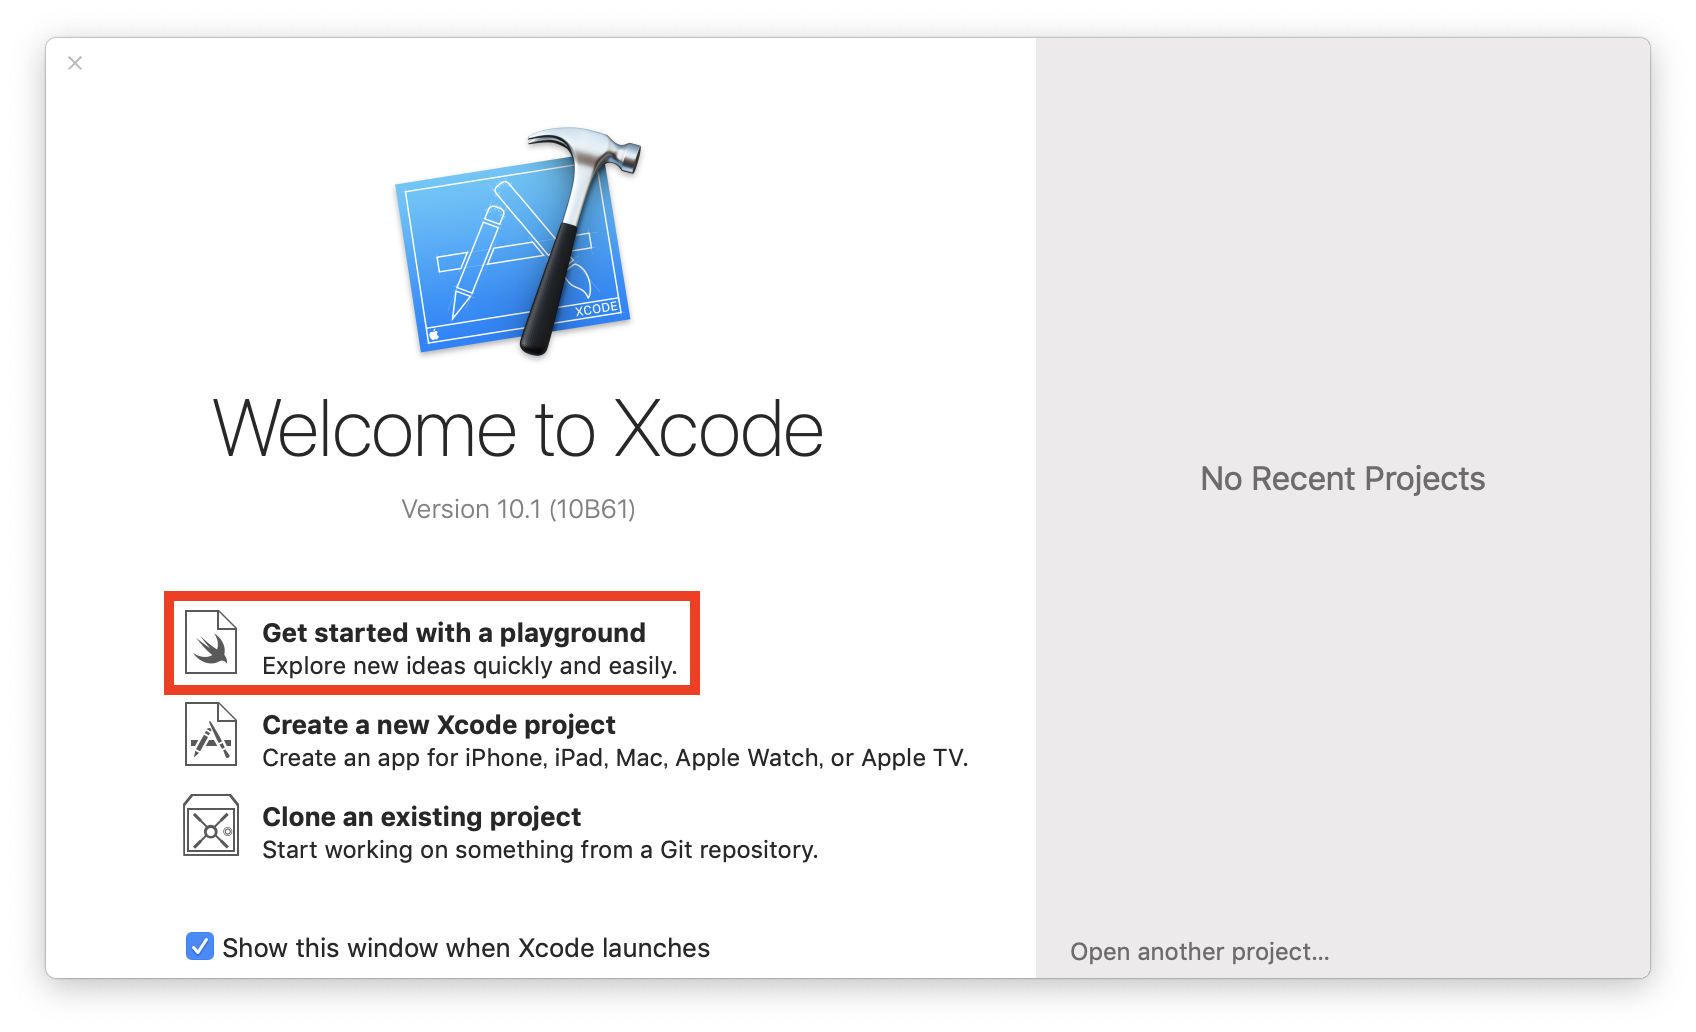 XCODE
Welcome to Xcode
Version 10.1 (10B61)
Get started with a playground
Explore new ideas quickly and easily.
Create a new Xcode project
Create an app for iPhone, iPad, Mac, Apple Watch, or Apple TV.
Clone an existing project
Start working on something from a Git repository.
Show this window when Xcode launches
No Recent Projects
Open another project...